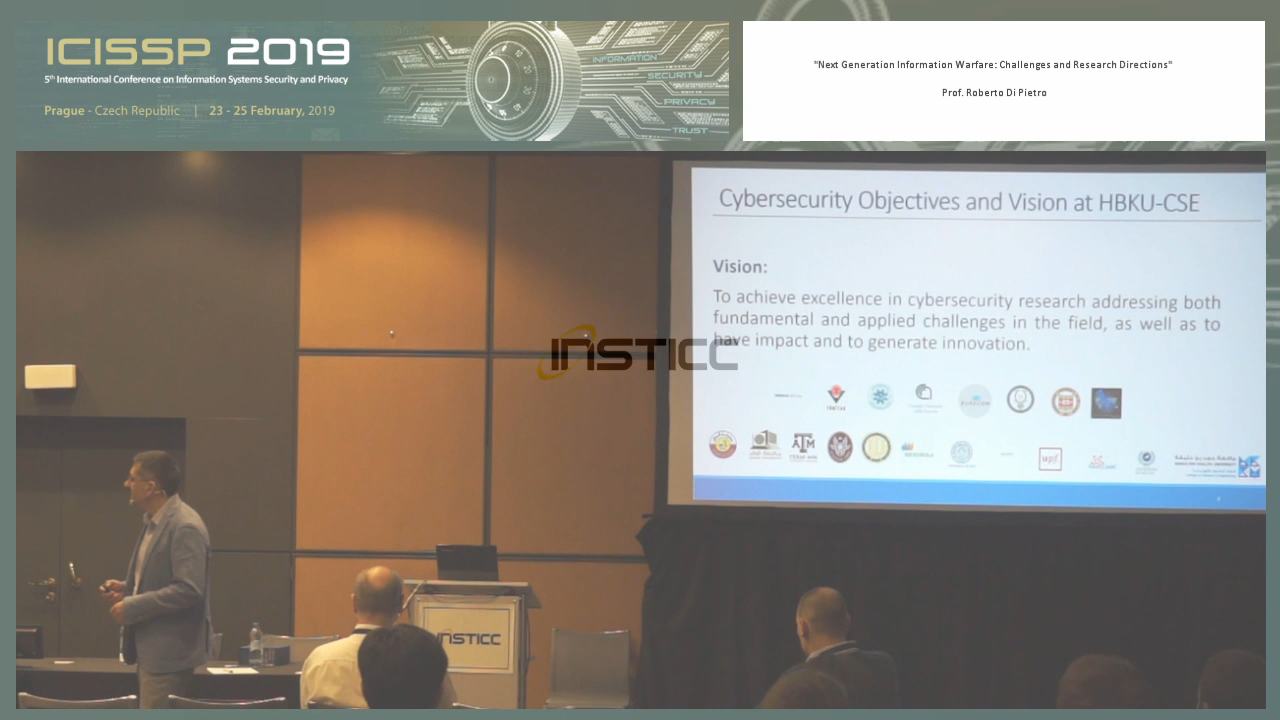 ICISSP 2019
5th International Conference on Information Systems Security and Privacy
Prague - Czech Republic | 23 - 25 February, 2019
INFORMATION
SECURITY
PRIVACY
TRUST
"Next Generation Information Warfare: Challenges and Research Directions"
Prof. Roberto Di Pietro
Cybersecurity Objectives and Vision at HBKU-CSE
Vision:
To achieve excellence in cybersecurity research addressing both
fundamental and applied challenges in the field, as well as to
have impact and to generate innovation.
INSTICC
TEXAS A&M
upf.
INSTICC